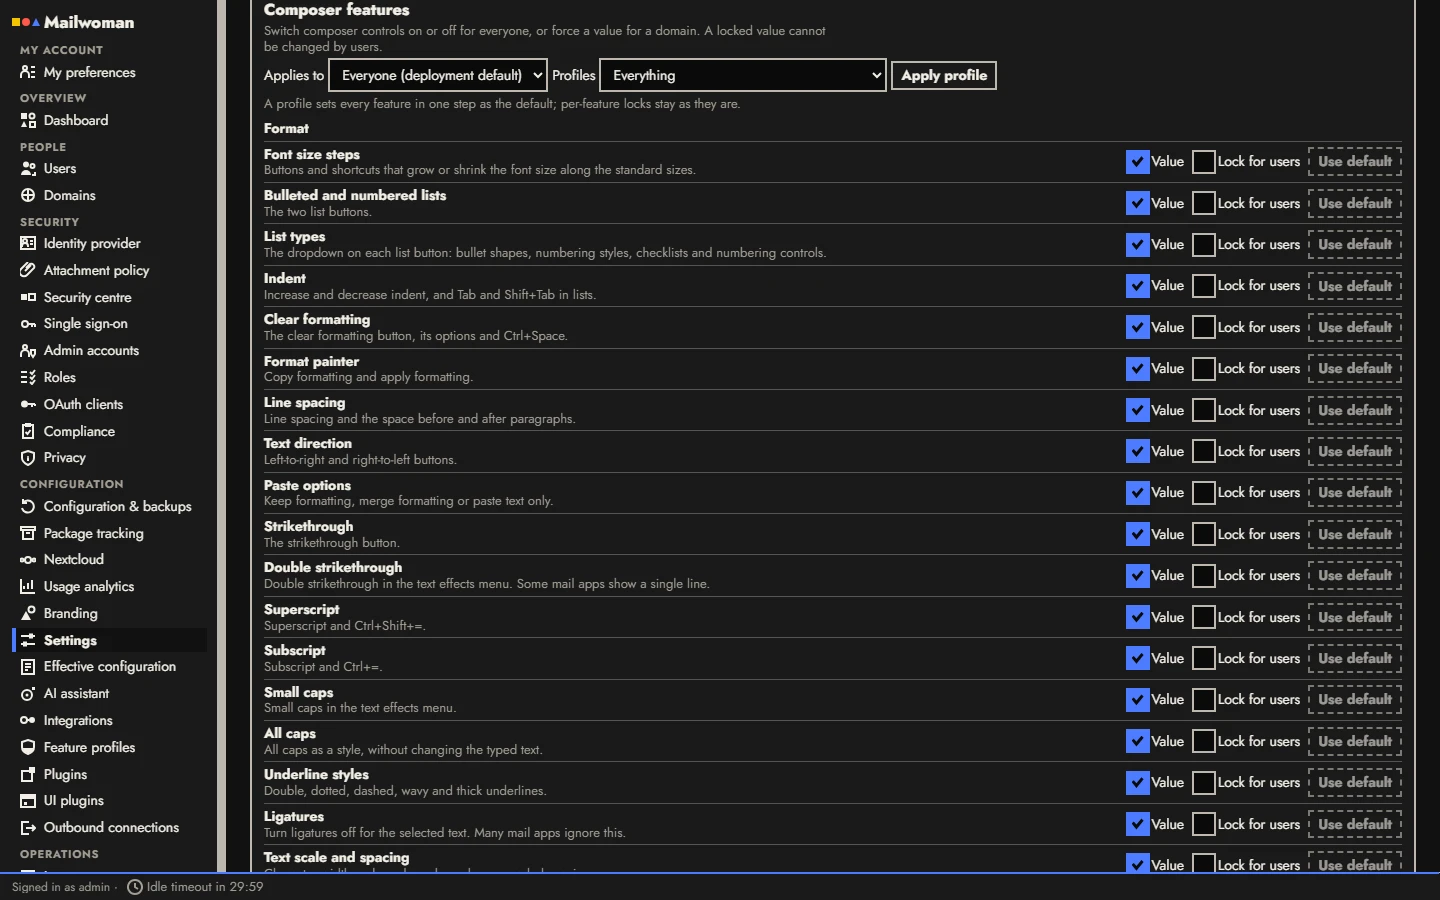 Mailwoman
MY ACCOUNT
My preferences
OVERVIEW
Dashboard
PEOPLE
Users
Domains
SECURITY
Identity provider
Attachment policy
Security centre
Single sign-on
Admin accounts
Roles
OAuth clients
Compliance
Privacy
CONFIGURATION
Configuration & backups
Package tracking
Nextcloud
Usage analytics
Branding
Settings
Effective configuration
AI assistant
Integrations
Feature profiles
Plugins
UI plugins
Outbound connections
OPERATIONS
Composer features
Switch composer controls on or off for everyone, or force a value for a domain. A locked value cannot
be changed by users.
Applies to Everyone (deployment default) Profiles Everything Apply profile
A profile sets every feature in one step as the default; per-feature locks stay as they are.
Format
Font size steps
Buttons and shortcuts that grow or shrink the font size along the standard sizes.
Value Lock for users Use default
Bulleted and numbered lists
The two list buttons.
Value Lock for users Use default
List types
The dropdown on each list button: bullet shapes, numbering styles, checklists and numbering controls.
Value Lock for users Use default
Indent
Increase and decrease indent, and Tab and Shift+Tab in lists.
Value Lock for users Use default
Clear formatting
The clear formatting button, its options and Ctrl+Space.
Value Lock for users Use default
Format painter
Copy formatting and apply formatting.
Value Lock for users Use default
Line spacing
Line spacing and the space before and after paragraphs.
Value Lock for users Use default
Text direction
Left-to-right and right-to-left buttons.
Value Lock for users Use default
Paste options
Keep formatting, merge formatting or paste text only.
Value Lock for users Use default
Strikethrough
The strikethrough button.
Value Lock for users Use default
Double strikethrough
Double strikethrough in the text effects menu. Some mail apps show a single line.
Value Lock for users Use default
Superscript
Superscript and Ctrl+Shift+=.
Value Lock for users Use default
Subscript
Subscript and Ctrl+=.
Value Lock for users Use default
Small caps
Small caps in the text effects menu.
Value Lock for users Use default
All caps
All caps as a style, without changing the typed text.
Value Lock for users Use default
Underline styles
Double, dotted, dashed, wavy and thick underlines.
Value Lock for users Use default
Ligatures
Turn ligatures off for the selected text. Many mail apps ignore this.
Value Lock for users Use default
Text scale and spacing
Value Lock for users Use default
Signed in as admin · Idle timeout in 29:59